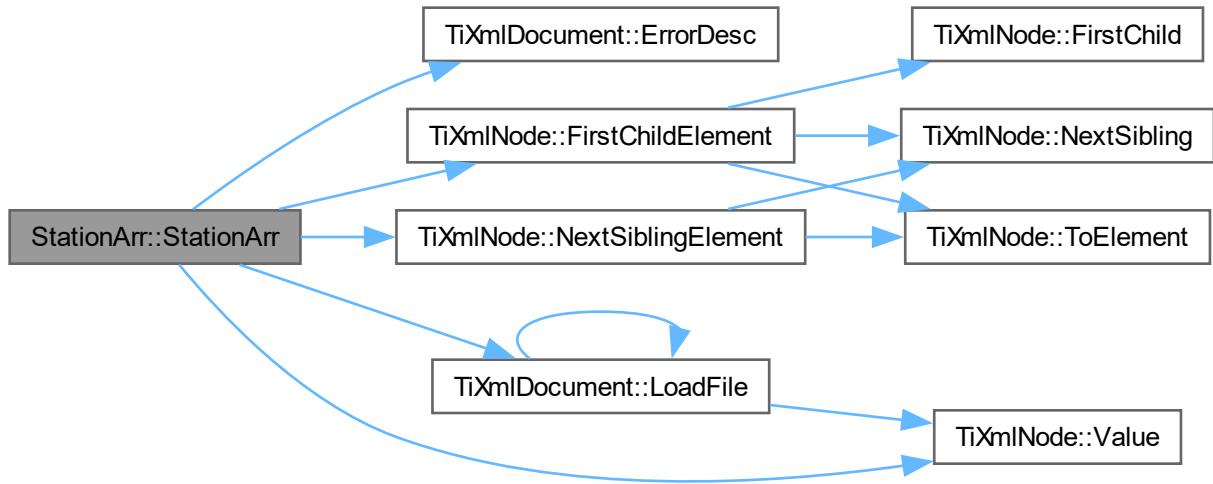 TiXmlDocument::ErrorDesc
TiXmlNode::FirstChild
TiXmlNode::FirstChildElement
TiXmlNode::NextSibling
StationArr::StationArr
TiXmlNode::NextSiblingElement
TiXmlNode::ToElement
TiXmlDocument::LoadFile
TiXmlNode::Value